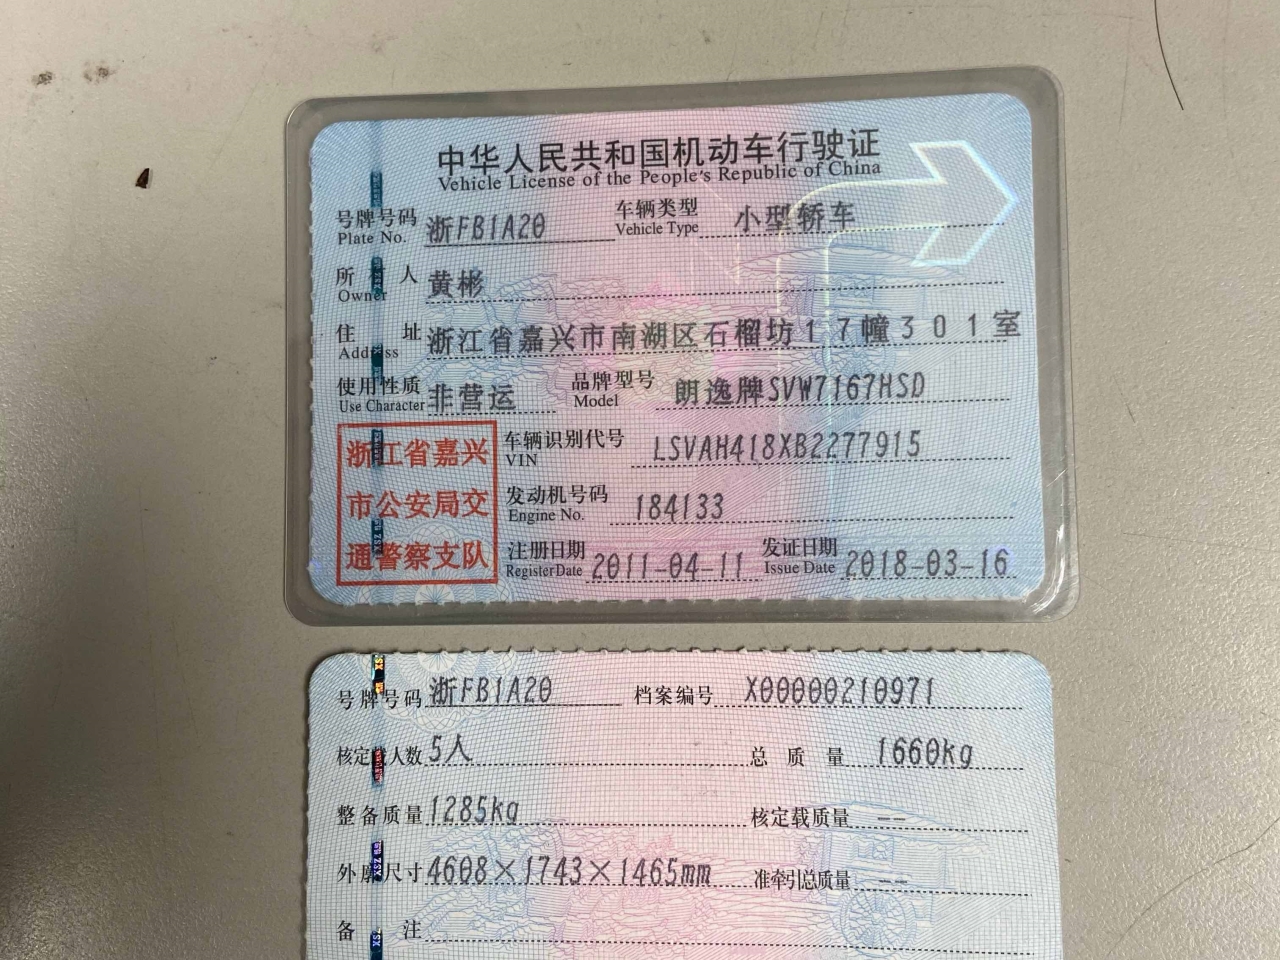 中华人民共和国机动车行驶证
Vehicle License of the People's Republic of China
号牌号码 浙FB1A20 车辆类型 小型轿车
Plate No. Vehicle Type
所 人 黄彬
Owner
住 址 浙江省嘉兴市南湖区石榴坊17幢301室
Address
使用性质 非营运 品牌型号 朗逸牌SVW7167HSD
Use Character Model
浙江省嘉兴 车辆识别代号 LSVAH418XB2277915
VIN
市公安局交 发动机号码 184133
Engine No.
通警察支队 注册日期 2011-04-11 发证日期 2018-03-16
Register Date Issue Date
号牌号码 浙FB1A20 档案编号 X00000210971
核定载人数 5人 总质量 1660kg
整备质量 1285kg 核定载质量 --
外廓尺寸 4608×1743×1465mm 准牵引总质量 --
备 注